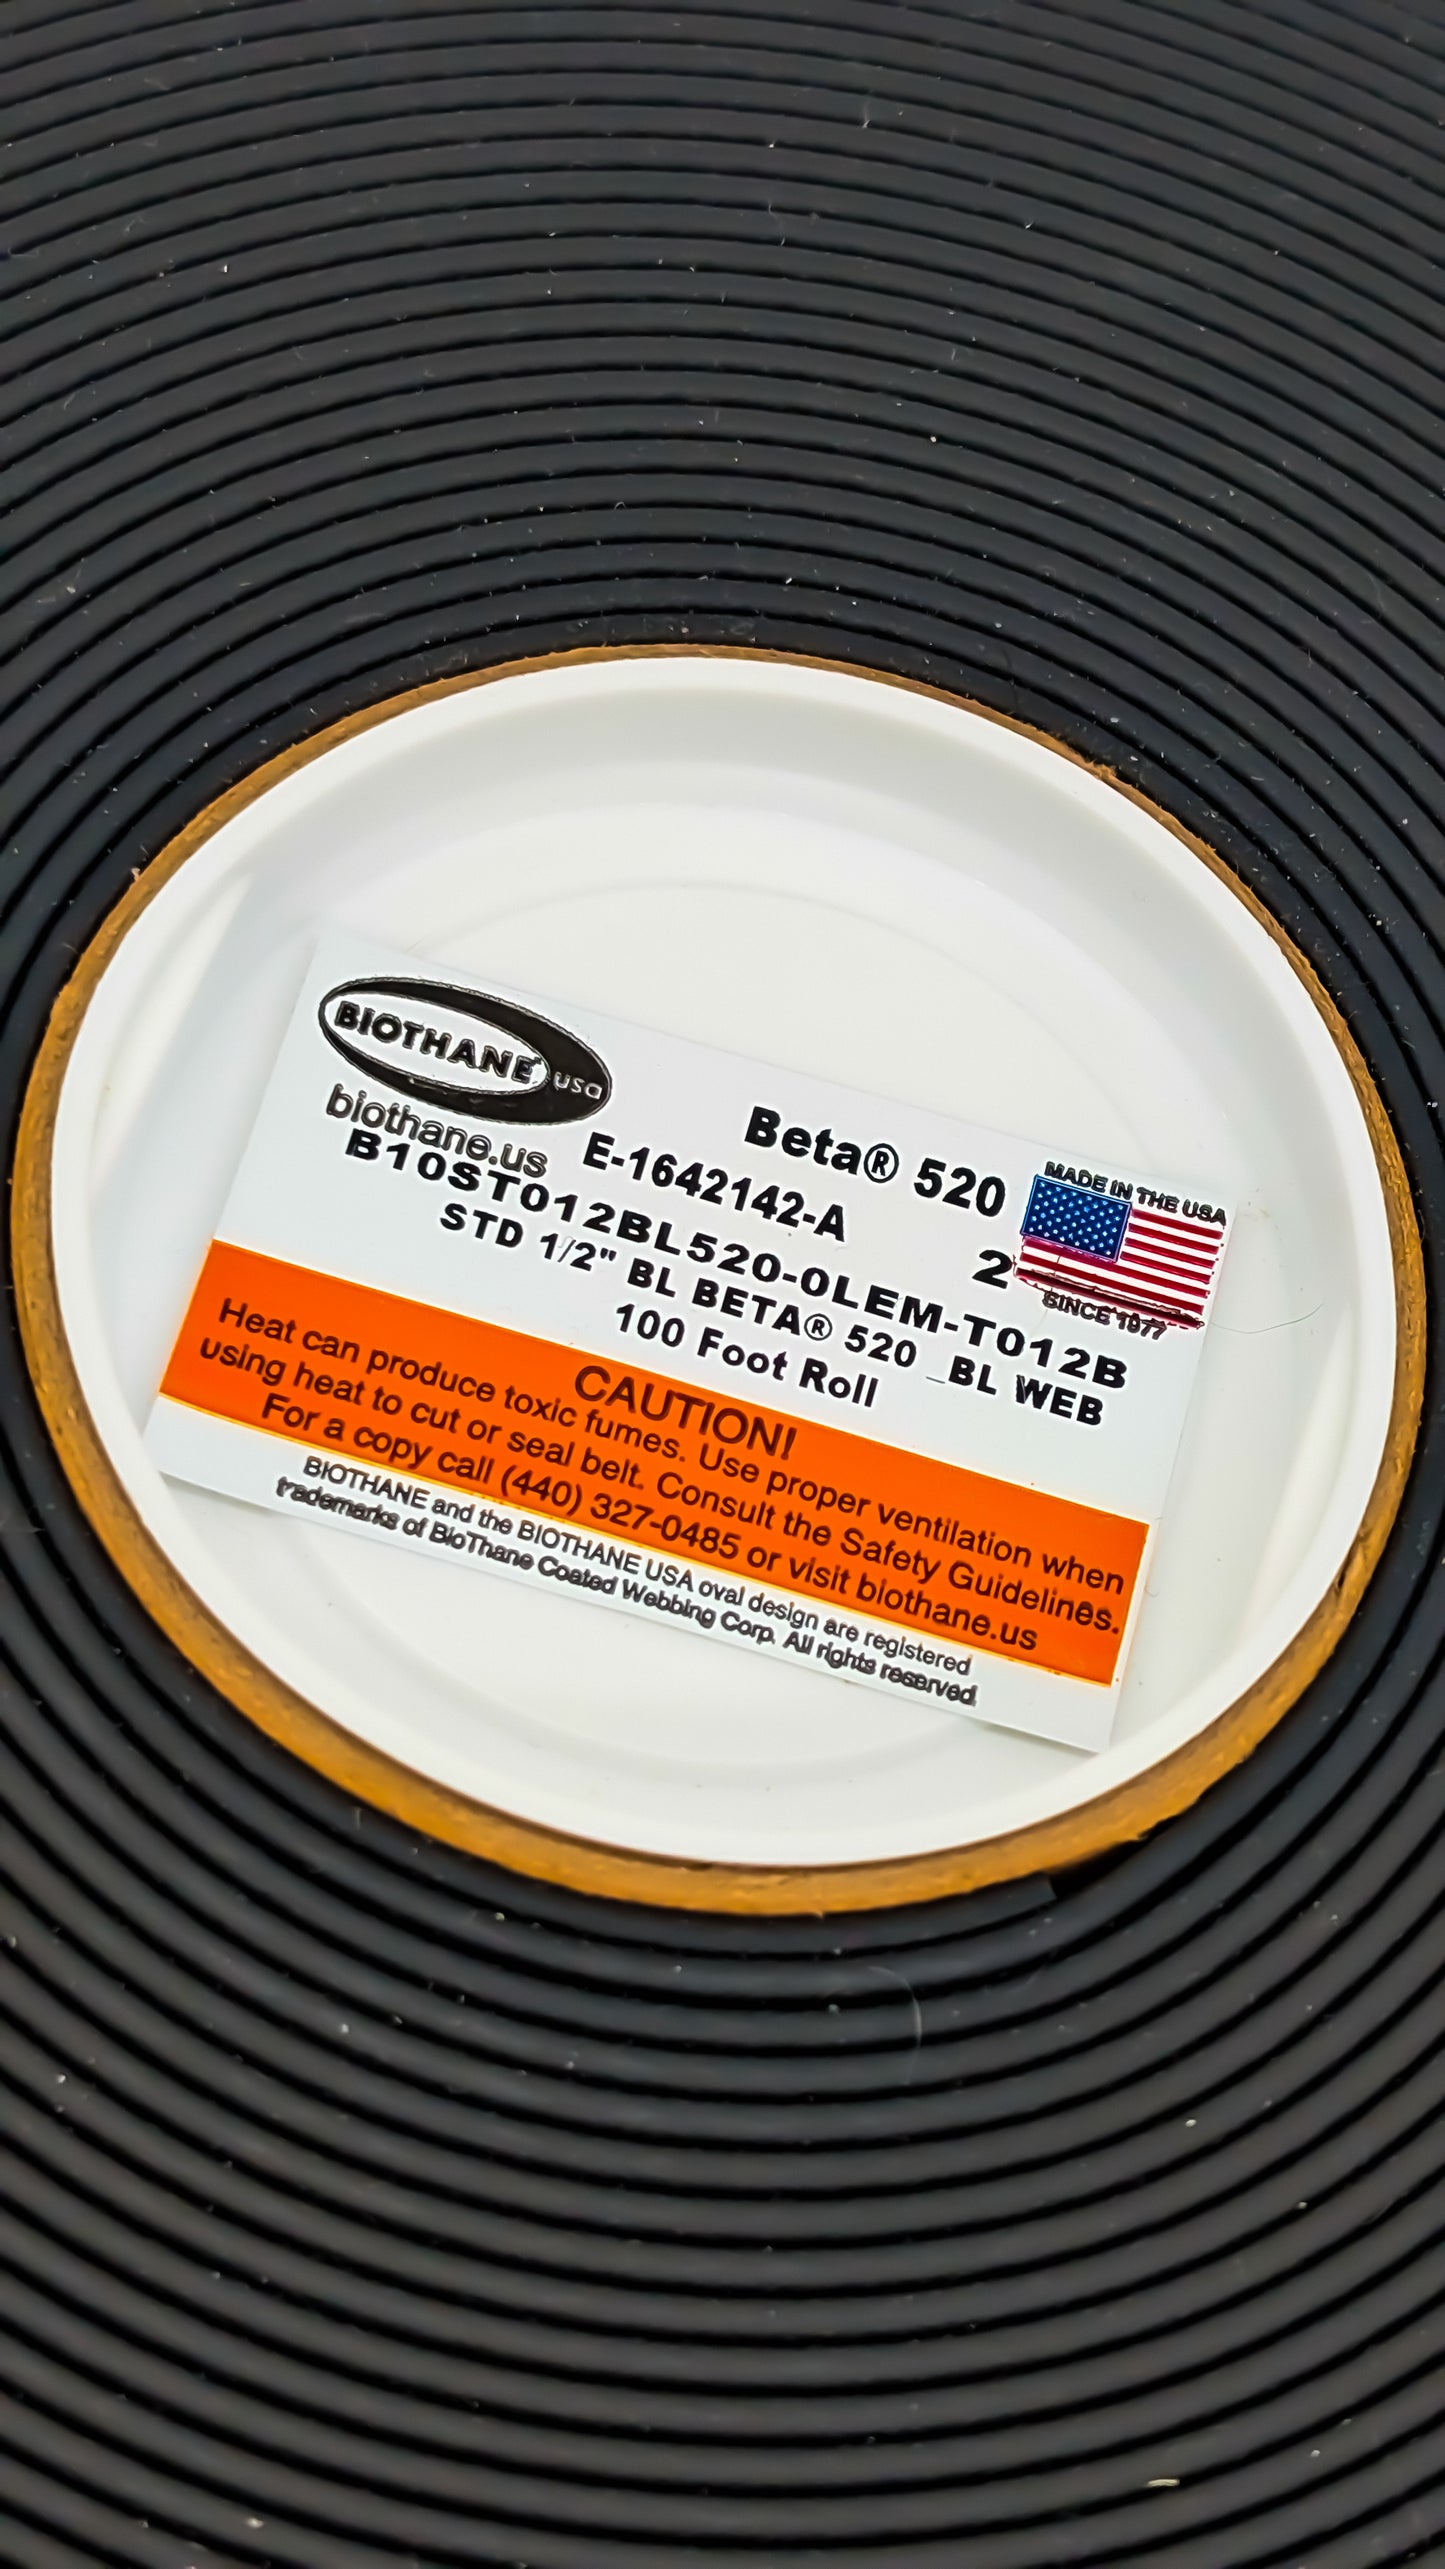 BIOTHANE® usa
biothane.us
Beta® 520
E-1642142-A
2
MADE IN THE USA
SINCE 1977
B10ST012BL520-0LEM-T012B
STD 1/2" BL BETA® 520 _BL WEB
100 Foot Roll
CAUTION!
Heat can produce toxic fumes. Use proper ventilation when
using heat to cut or seal belt. Consult the Safety Guidelines.
For a copy call (440) 327-0485 or visit biothane.us
BIOTHANE and the BIOTHANE USA oval design are registered
trademarks of BioThane Coated Webbing Corp. All rights reserved.